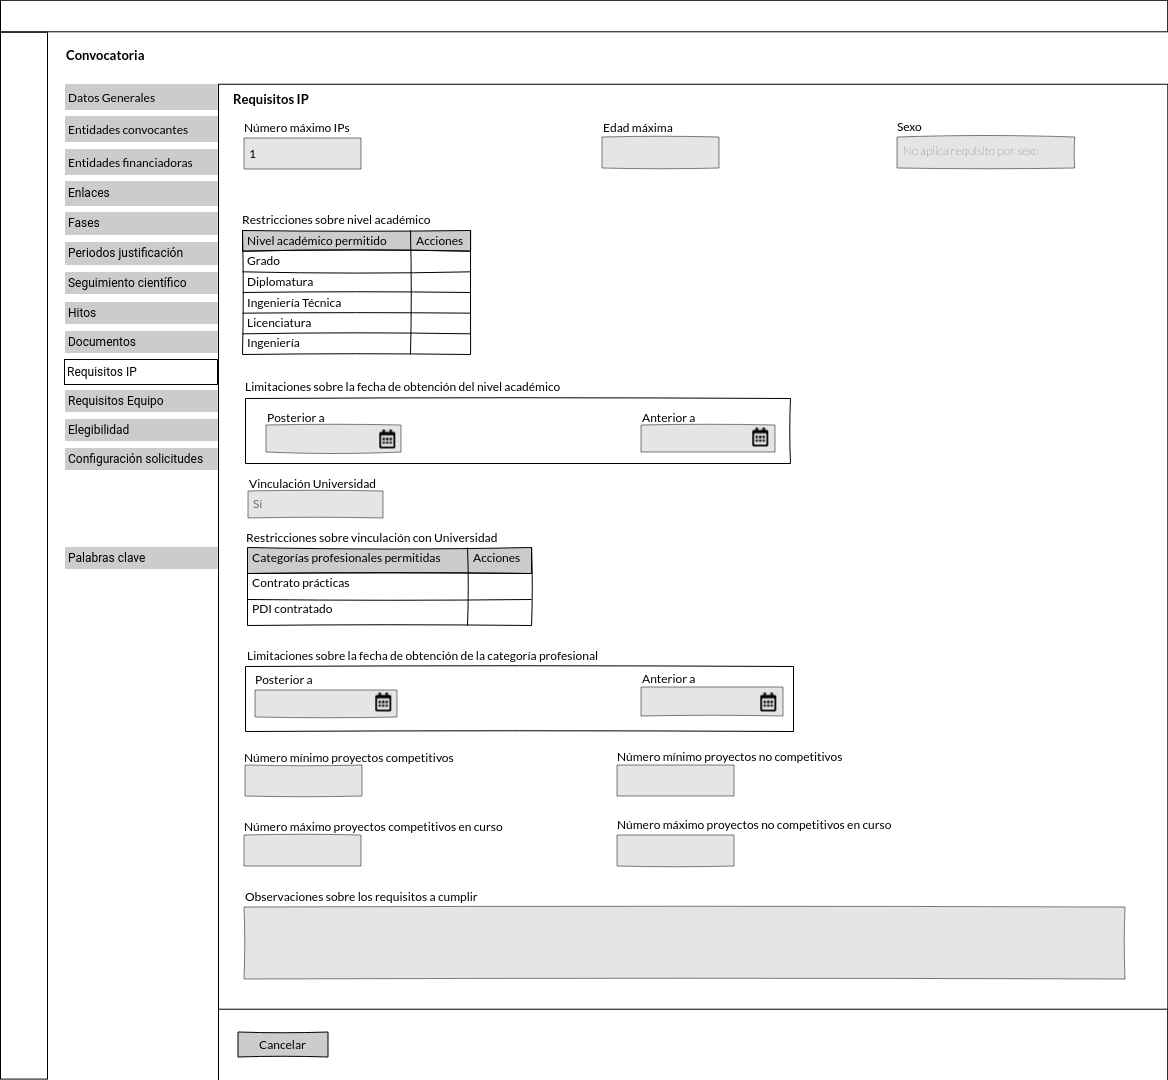 Convocatoria
Datos Generales
Entidades convocantes
Entidades financiadoras
Enlaces
Fases
Periodos justificación
Seguimiento científico
Hitos
Documentos
Requisitos IP
Requisitos Equipo
Elegibilidad
Configuración solicitudes
Palabras clave
Requisitos IP
Número máximo IPs
1
Edad máxima
Sexo
No aplica requisito por sexo
Restricciones sobre nivel académico
Nivel académico permitido Acciones
Grado
Diplomatura
Ingeniería Técnica
Licenciatura
Ingeniería
Limitaciones sobre la fecha de obtención del nivel académico
Posterior a Anterior a
Vinculación Universidad
Sí
Restricciones sobre vinculación con Universidad
Categorías profesionales permitidas Acciones
Contrato prácticas
PDI contratado
Limitaciones sobre la fecha de obtención de la categoría profesional
Posterior a Anterior a
Número mínimo proyectos competitivos Número mínimo proyectos no competitivos
Número máximo proyectos competitivos en curso Número máximo proyectos no competitivos en curso
Observaciones sobre los requisitos a cumplir
Cancelar